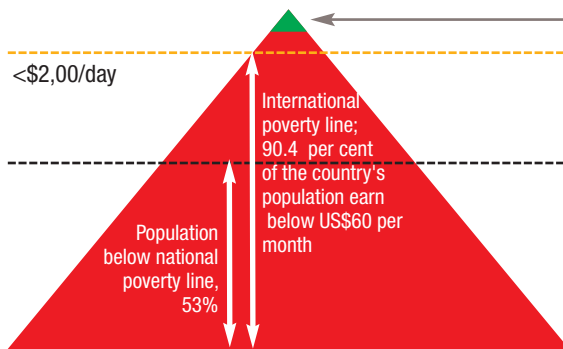 <$2,00/day
International
poverty line;
90.4 per cent
of the country's
population earn
below US$60 per
month
Population
below national
poverty line,
53%